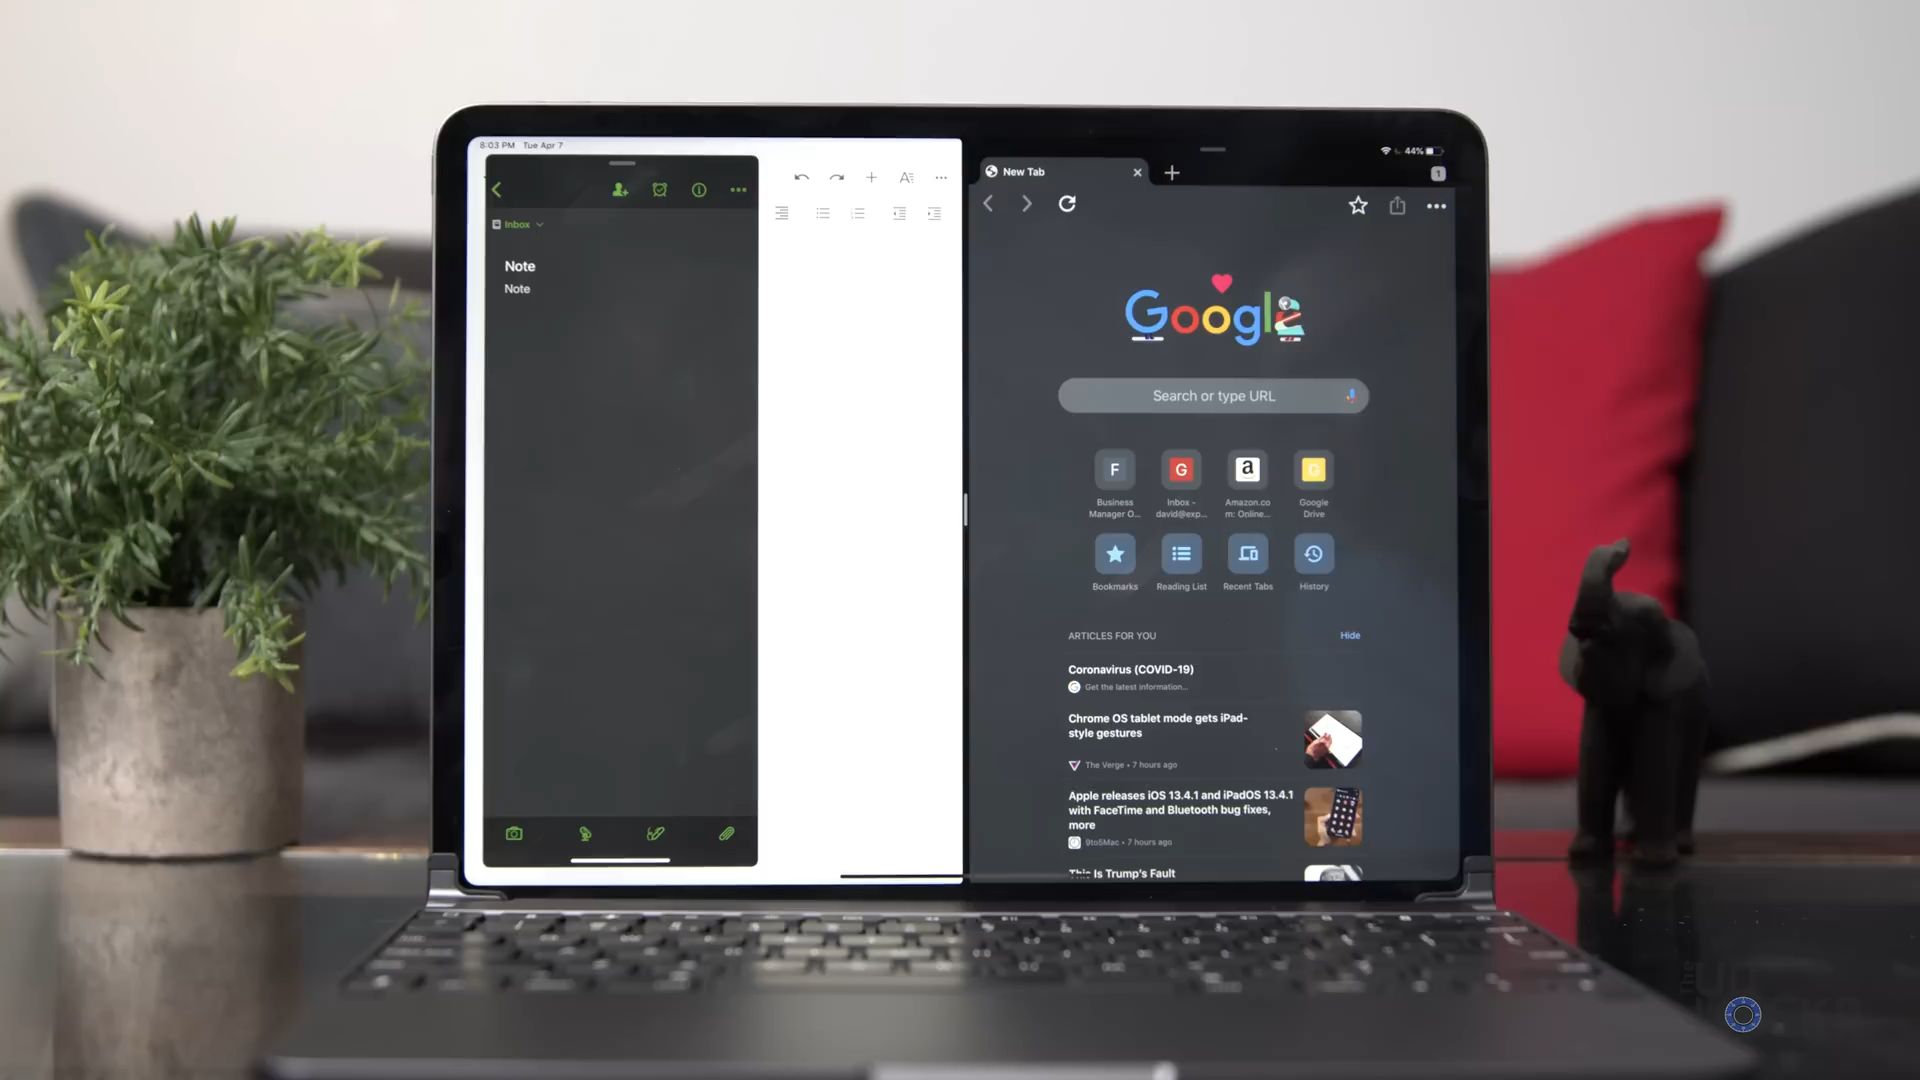 8:03 PM Tue Apr 7
Inbox
Note
Note
44%
New Tab
1
Google
Search or type URL
F
G
a
G
Business
Manager O...
Inbox -
david@exp...
Amazon.co
m: Online...
Google
Drive
Bookmarks
Reading List
Recent Tabs
History
ARTICLES FOR YOU
Hide
Coronavirus (COVID-19)
Get the latest information...
Chrome OS tablet mode gets iPad-
style gestures
The Verge • 7 hours ago
Apple releases iOS 13.4.1 and iPadOS 13.4.1
with FaceTime and Bluetooth bug fixes,
more
9to5Mac • 7 hours ago
This Is Trump's Fault